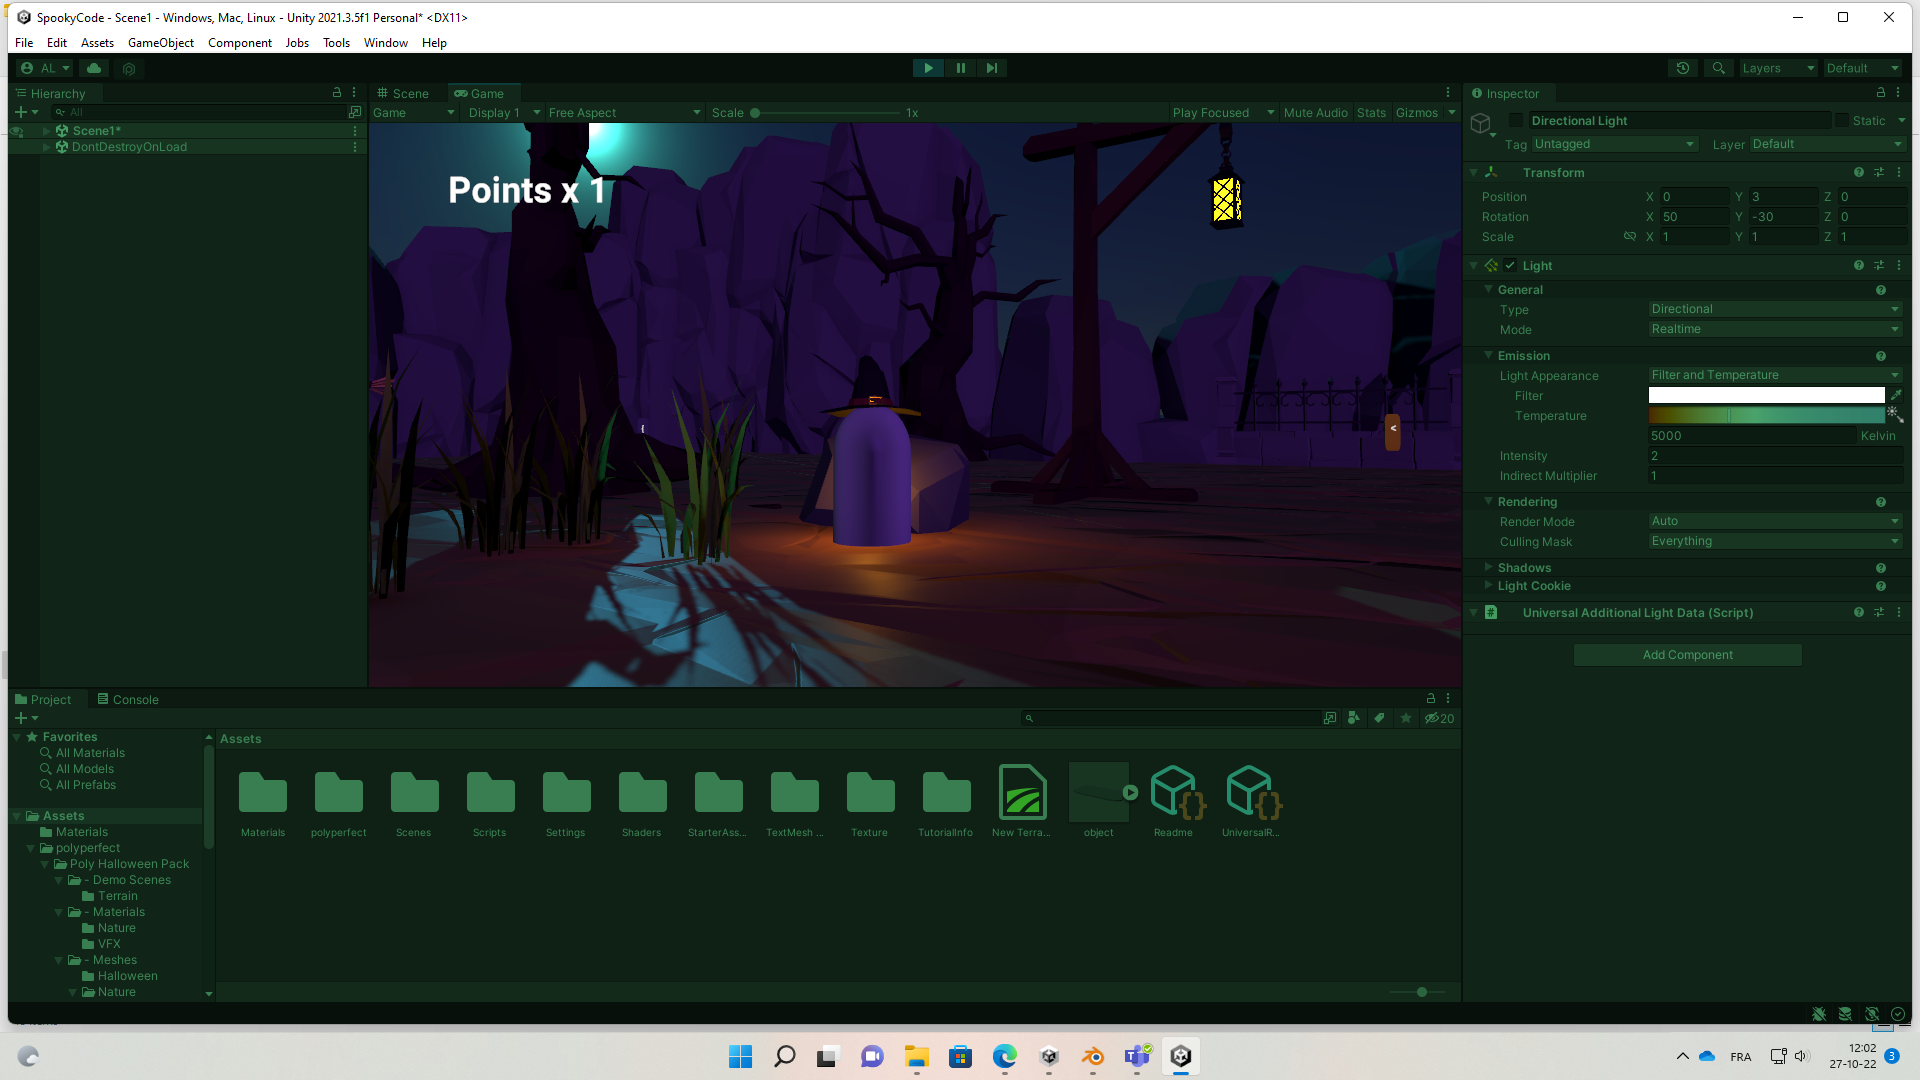 SpookyCode - Scene1 - Windows, Mac, Linux - Unity 2021.3.5f1 Personal* <DX11>
File Edit Assets GameObject Component Jobs Tools Window Help
AL
Layers Default
Hierarchy
All
Scene1*
DontDestroyOnLoad
Scene Game
Game Display 1 Free Aspect Scale 1x Play Focused Mute Audio Stats Gizmos
Points x 1
{
<
Inspector
Directional Light Static
Tag Untagged Layer Default
Transform
Position X 0 Y 3 Z 0
Rotation X 50 Y -30 Z 0
Scale X 1 Y 1 Z 1
Light
General
Type Directional
Mode Realtime
Emission
Light Appearance Filter and Temperature
Filter
Temperature
5000 Kelvin
Intensity 2
Indirect Multiplier 1
Rendering
Render Mode Auto
Culling Mask Everything
Shadows
Light Cookie
# Universal Additional Light Data (Script)
Add Component
Project Console
20
Favorites
All Materials
All Models
All Prefabs
Assets
Materials
polyperfect
Poly Halloween Pack
- Demo Scenes
Terrain
- Materials
Nature
VFX
- Meshes
Halloween
Nature
Assets
Materials polyperfect Scenes Scripts Settings Shaders StarterAss... TextMesh ... Texture TutorialInfo New Terra... object Readme UniversalR...
FRA
12:02
27-10-22
3